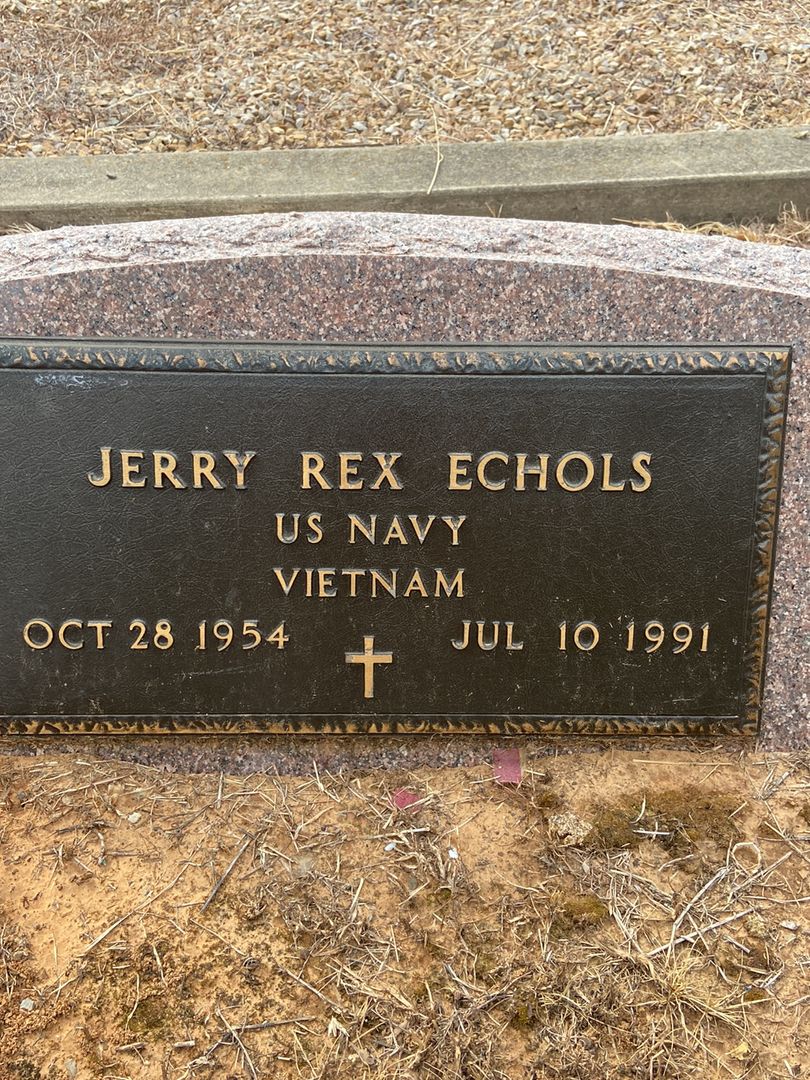 JERRY REX ECHOLS
US NAVY
VIETNAM
OCT 28 1954 JUL 10 1991